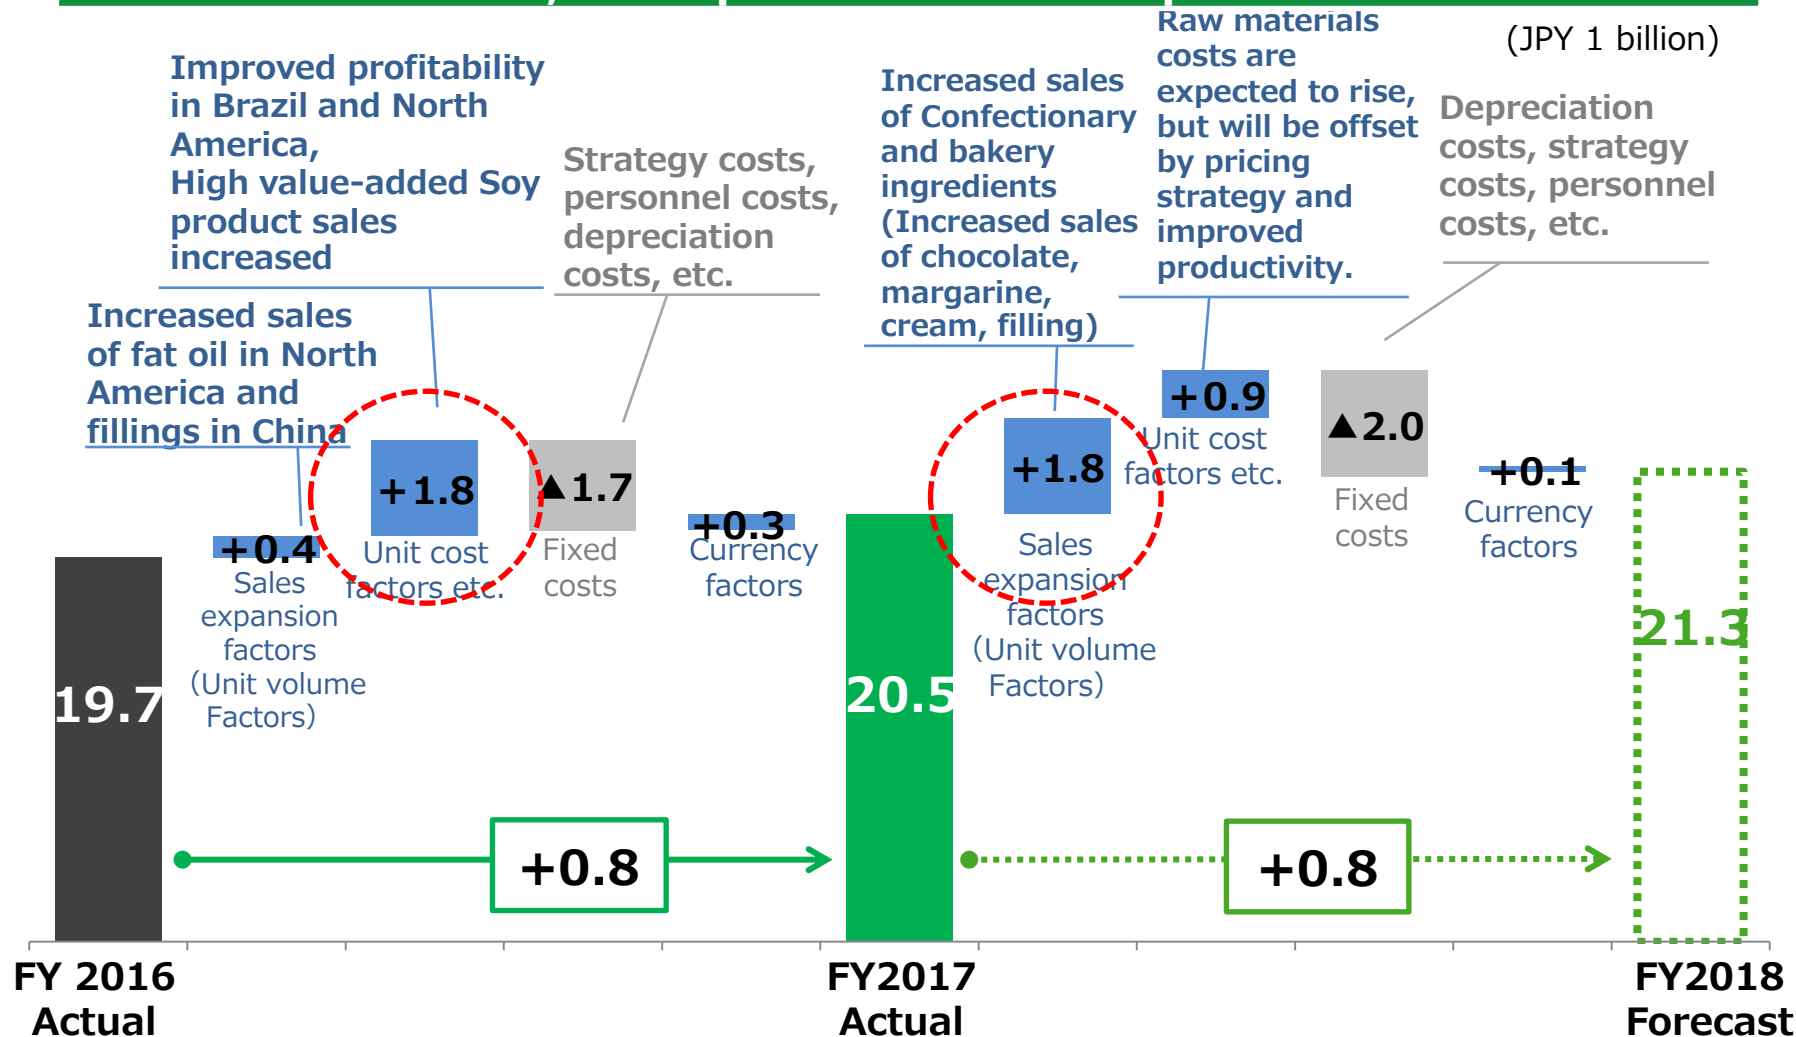 (JPY 1 billion)
Improved profitability
in Brazil and North
America,
High value-added Soy
product sales
increased
Strategy costs,
personnel costs,
depreciation
costs, etc.
Increased sales
of fat oil in North
America and
fillings in China
Increased sales
of Confectionary
and bakery
ingredients
(Increased sales
of chocolate,
margarine,
cream, filling)
Raw materials
costs are
expected to rise,
but will be offset
by pricing
strategy and
improved
productivity.
Depreciation
costs, strategy
costs, personnel
costs, etc.
19.7
+0.4
Sales
expansion
factors
（Unit volume
Factors）
+1.8
Unit cost
factors etc.
▲1.7
Fixed
costs
+0.3
Currency
factors
20.5
+1.8
Sales
expansion
factors
（Unit volume
Factors）
+0.9
Unit cost
factors etc.
▲2.0
Fixed
costs
+0.1
Currency
factors
21.3
+0.8
+0.8
FY 2016
Actual
FY2017
Actual
FY2018
Forecast